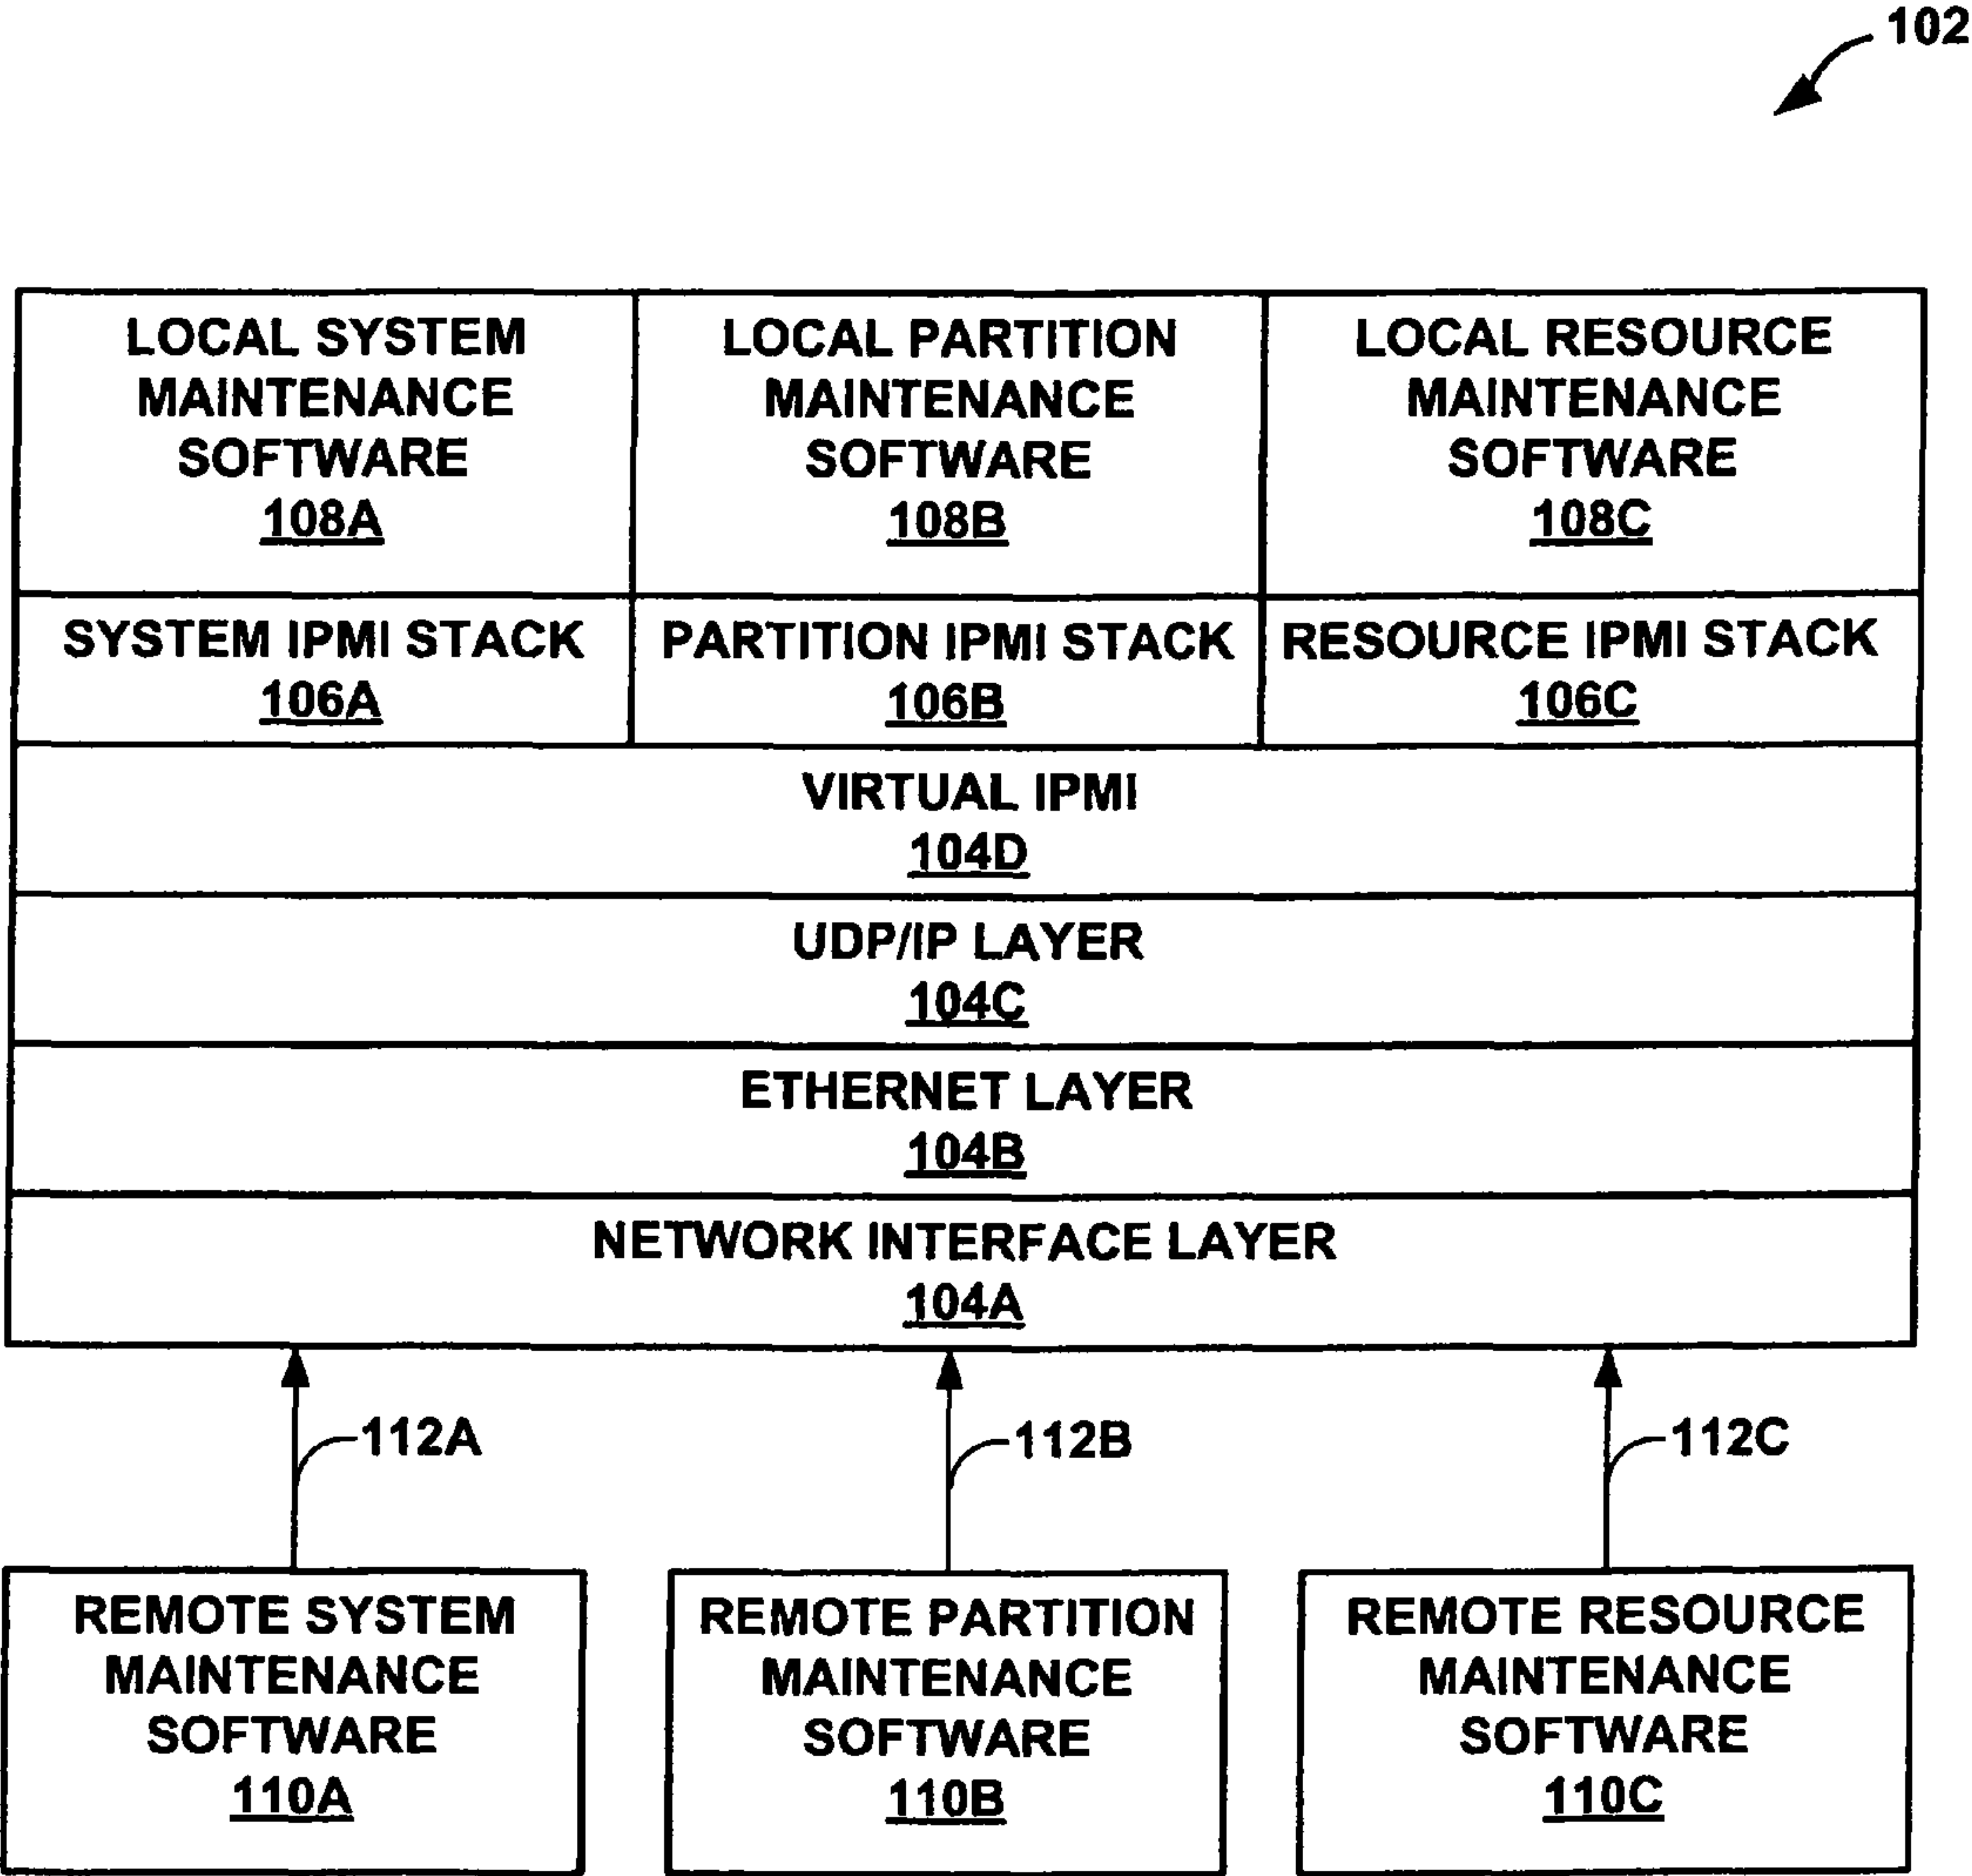 102
LOCAL SYSTEM
MAINTENANCE
SOFTWARE
108A
LOCAL PARTITION
MAINTENANCE
SOFTWARE
108B
LOCAL RESOURCE
MAINTENANCE
SOFTWARE
108C
SYSTEM IPMI STACK
106A
PARTITION IPMI STACK
106B
RESOURCE IPMI STACK
106C
VIRTUAL IPMI
104D
UDP/IP LAYER
104C
ETHERNET LAYER
104B
NETWORK INTERFACE LAYER
104A
112A
112B
112C
REMOTE SYSTEM
MAINTENANCE
SOFTWARE
110A
REMOTE PARTITION
MAINTENANCE
SOFTWARE
110B
REMOTE RESOURCE
MAINTENANCE
SOFTWARE
110C